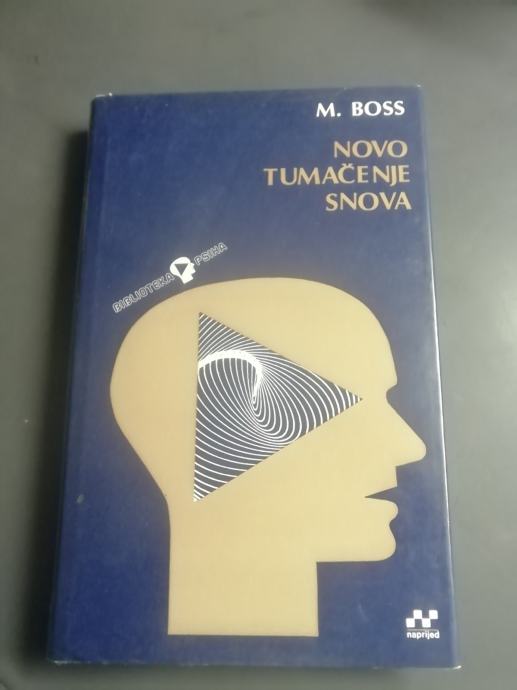 M. BOSS
NOVO
TUMAČENJE
SNOVA
BIBLIOTEKA PSIHA
naprijed